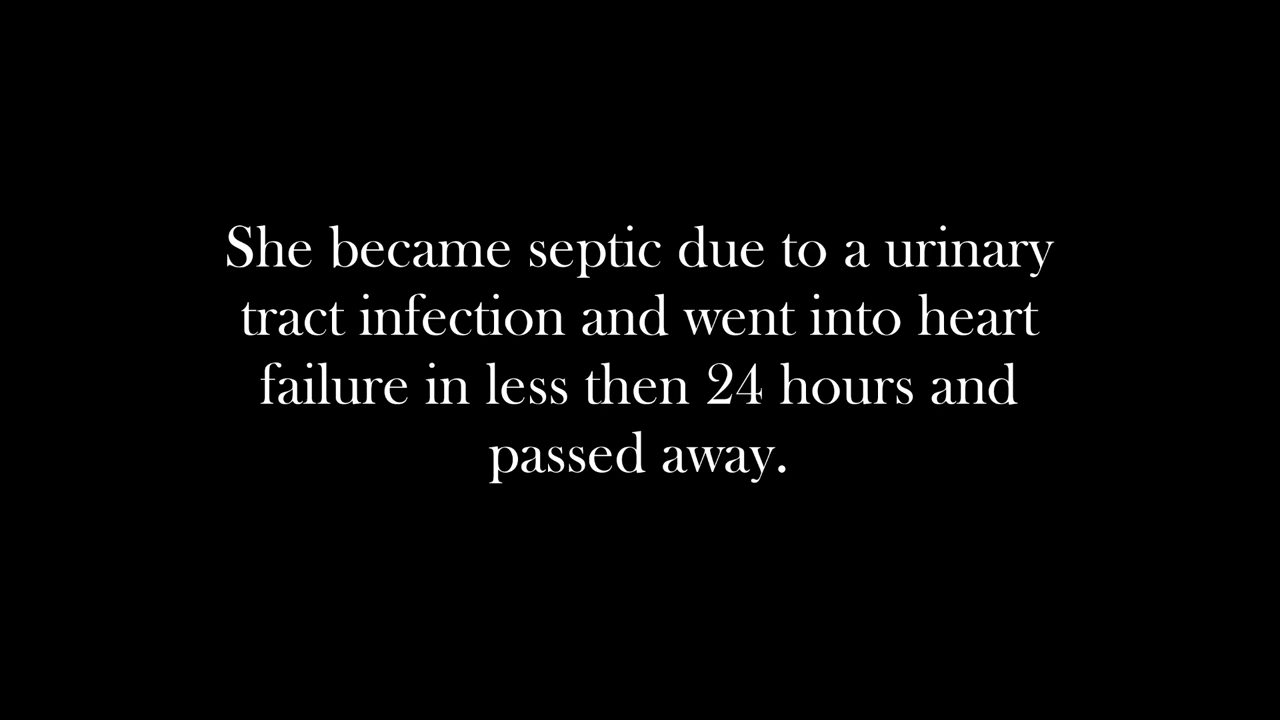 She became septic due to a urinary
tract infection and went into heart
failure in less then 24 hours and
passed away.